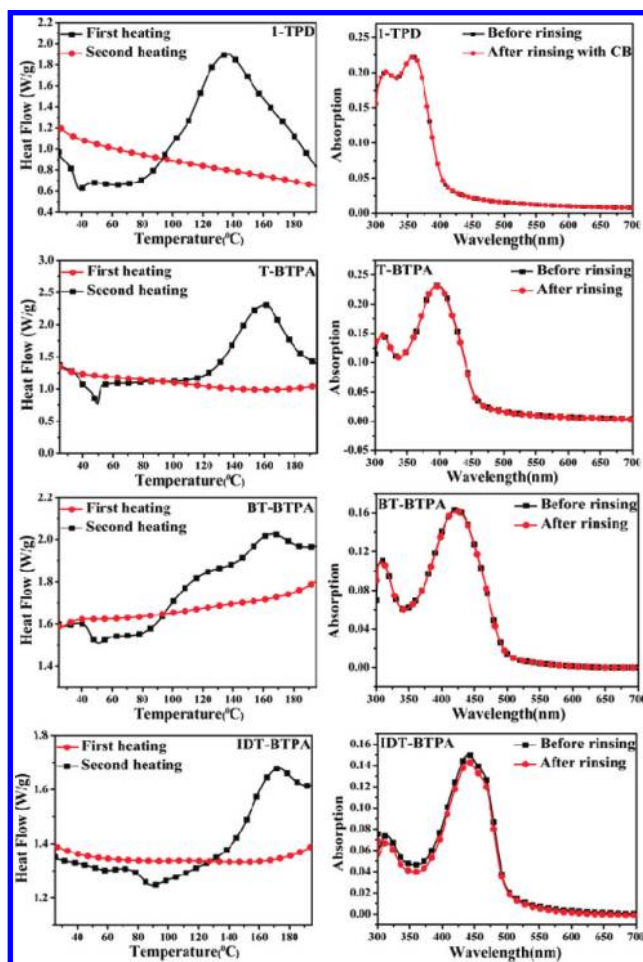 1-TPD
First heating
Second heating
Heat Flow (W/g)
2.2
1.8
1.4
1.0
0.6
0.4
40 60 80 100 120 140 160 180
Temperature(⁰C)
1-TPD
Before rinsing
After rinsing with CB
Absorption
0.25
0.20
0.15
0.10
0.05
0.00
300 350 400 450 500 550 600 650 700
Wavelength(nm)
T-BTPA
First heating
Second heating
Heat Flow (W/g)
3.0
2.5
2.0
1.5
1.0
0.5
0.0
40 60 80 100 120 140 160 180
Temperature(⁰C)
T-BTPA
Before rinsing
After rinsing
Absorption
0.25
0.20
0.15
0.10
0.05
0.00
-0.05
300 350 400 450 500 550 600 650 700
Wavelength(nm)
BT-BTPA
First heating
Second heating
Heat Flow (W/g)
2.2
2.0
1.8
1.6
1.4
40 60 80 100 120 140 160 180
Temperature(⁰C)
BT-BTPA
Before rinsing
After rinsing
Absorption
0.16
0.12
0.08
0.04
0.00
300 350 400 450 500 550 600 650 700
Wavelength(nm)
IDT-BTPA
First heating
Second heating
Heat Flow (W/g)
1.8
1.6
1.4
1.2
40 60 80 100 120 140 160 180
Temperature(⁰C)
IDT-BTPA
Before rinsing
After rinsing
Absorption
0.16
0.14
0.12
0.10
0.08
0.06
0.04
0.02
0.00
300 350 400 450 500 550 600 650 700
Wavelength(nm)